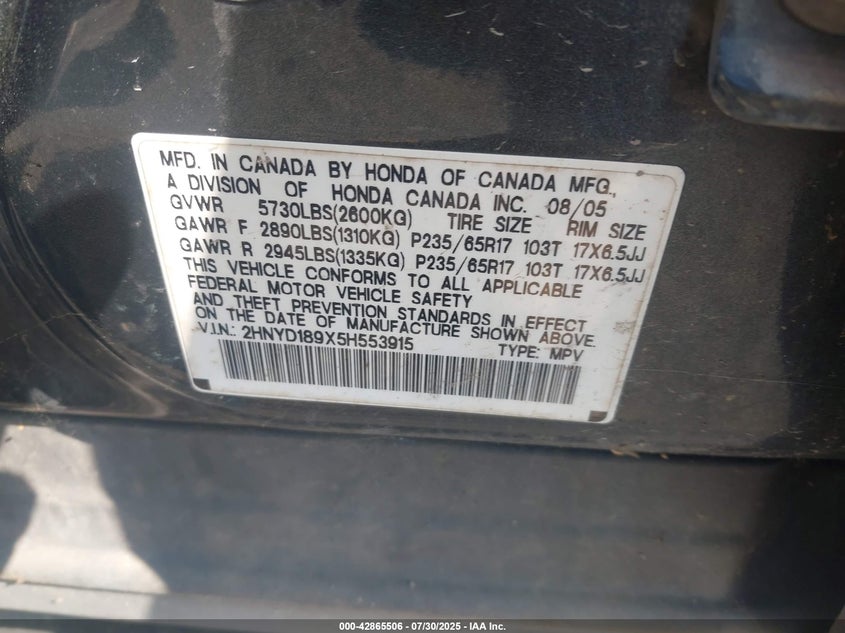 MFD. IN CANADA BY HONDA OF CANADA MFG.,
A DIVISION OF HONDA CANADA INC. 08/05
GVWR 5730LBS(2600KG) TIRE SIZE RIM SIZE
GAWR F 2890LBS(1310KG) P235/65R17 103T 17X6.5JJ
GAWR R 2945LBS(1335KG) P235/65R17 103T 17X6.5JJ
THIS VEHICLE CONFORMS TO ALL APPLICABLE
FEDERAL MOTOR VEHICLE SAFETY
AND THEFT PREVENTION STANDARDS IN EFFECT
ON THE DATE OF MANUFACTURE SHOWN ABOVE.
V.I.N.: 2HNYD189X5H553915 TYPE: MPV
000-42865506 | 07/30/2025 - IAA Inc.